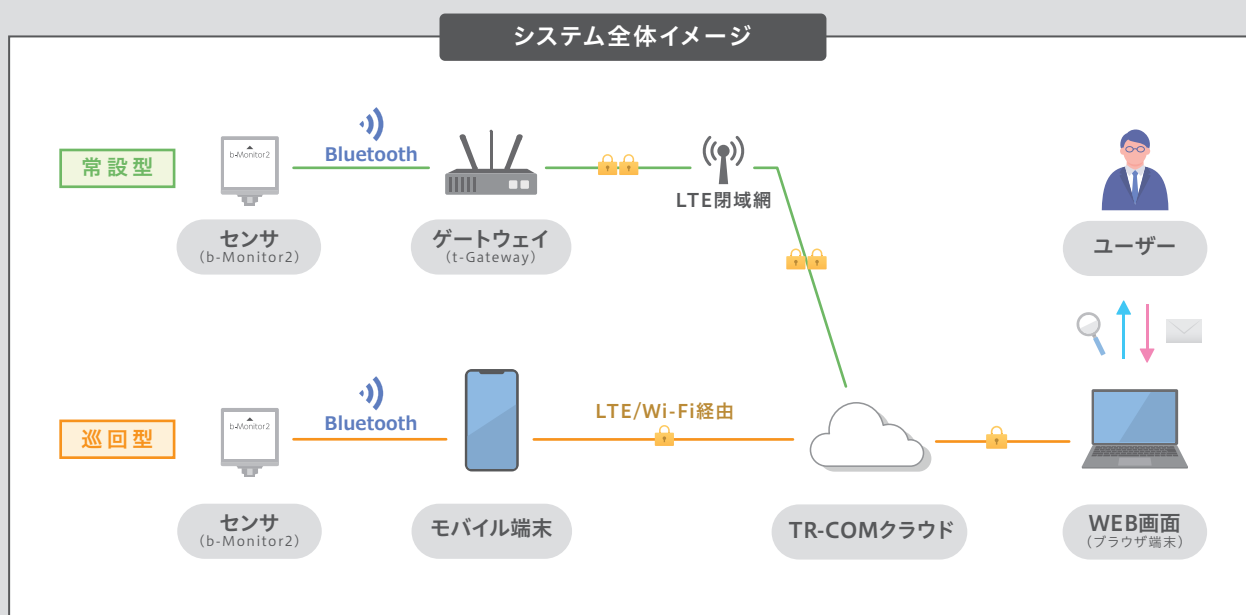 システム全体イメージ
常設型
b-Monitor2
Bluetooth
LTE閉域網
センサ
(b-Monitor2)
ゲートウェイ
(t-Gateway)
ユーザー
巡回型
b-Monitor2
Bluetooth
LTE/Wi-Fi経由
センサ
(b-Monitor2)
モバイル端末
TR-COMクラウド
WEB画面
(ブラウザ端末)